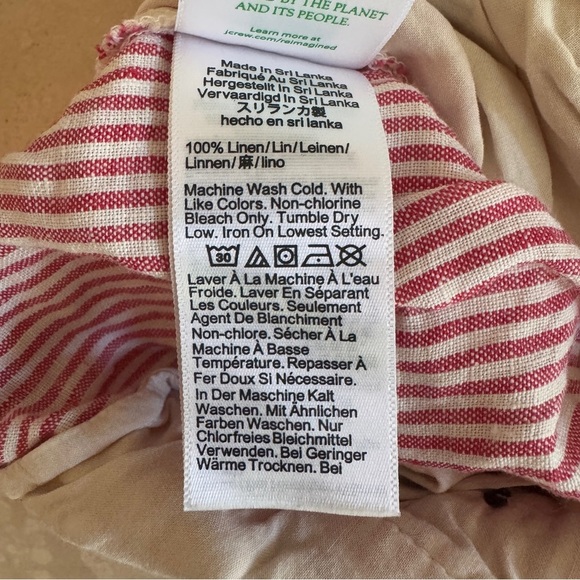 BY THE PLANET
AND ITS PEOPLE.
Learn more at
jcrew.com/reimagined
Made In Sri Lanka
Fabriqué Au Sri Lanka
Hergestellt In Sri Lanka
Vervaardigd In Sri Lanka
スリランカ製
hecho en sri lanka
100% Linen/Lin/Leinen/
Linnen/麻/lino
Machine Wash Cold. With
Like Colors. Non-chlorine
Bleach Only. Tumble Dry
Low. Iron On Lowest Setting.
30
Laver À La Machine À L'eau
Froide. Laver En Séparant
Les Couleurs. Seulement
Agent De Blanchiment
Non-chlore. Sécher À La
Machine À Basse
Température. Repasser À
Fer Doux Si Nécessaire.
In Der Maschine Kalt
Waschen. Mit Ähnlichen
Farben Waschen. Nur
Chlorfreies Bleichmittel
Verwenden. Bei Geringer
Wärme Trocknen. Bei